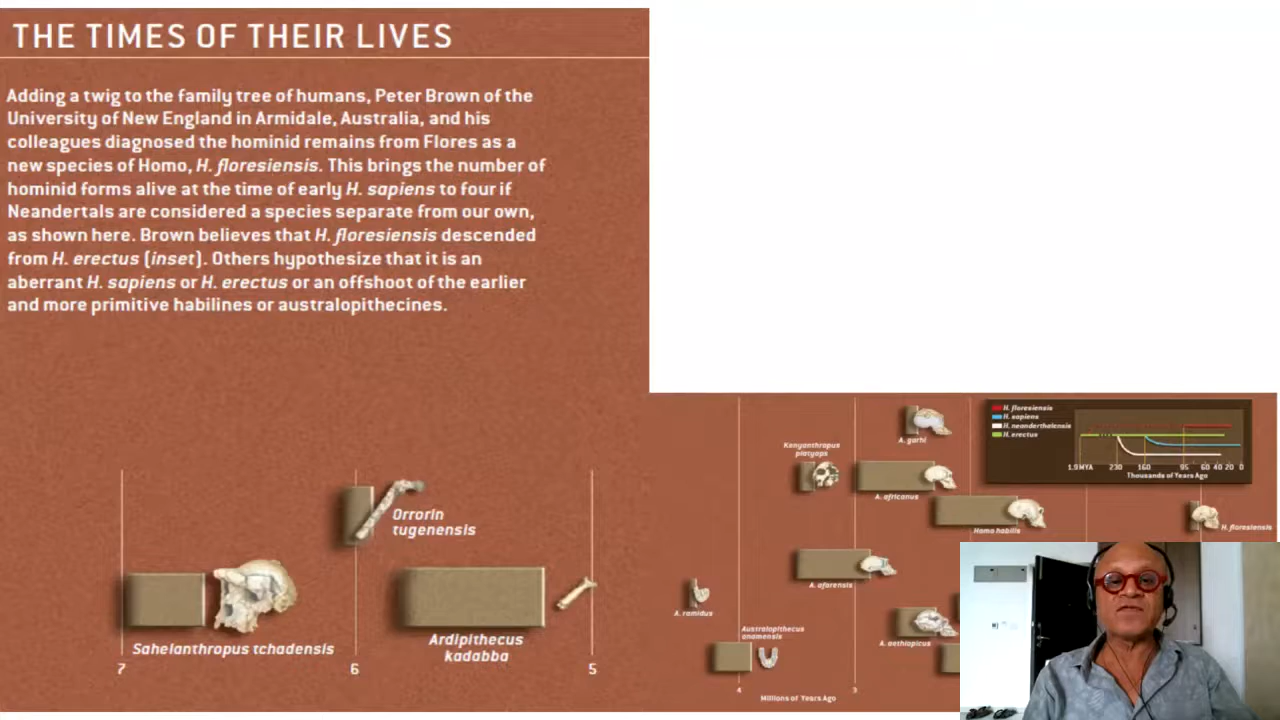 THE TIMES OF THEIR LIVES
Adding a twig to the family tree of humans, Peter Brown of the
University of New England in Armidale, Australia, and his
colleagues diagnosed the hominid remains from Flores as a
new species of Homo, H. floresiensis. This brings the number of
hominid forms alive at the time of early H. sapiens to four if
Neandertals are considered a species separate from our own,
as shown here. Brown believes that H. floresiensis descended
from H. erectus (inset). Others hypothesize that it is an
aberrant H. sapiens or H. erectus or an offshoot of the earlier
and more primitive habilines or australopithecines.
Orrorin
tugenensis
Sahelanthropus tchadensis
Ardipithecus
kadabba
7
6
5
H. floresiensis
H. sapiens
H. neanderthalensis
H. erectus
1.9MYA 230 160 95 60 40 20 0
Thousands of Years Ago
A. garhi
Kenyanthropus
platyops
A. africanus
Homo habilis
H. floresiensis
A. afarensis
A. ramidus
Australopithecus
anamensis
A. aethiopicus
4
3
Millions of Years Ago